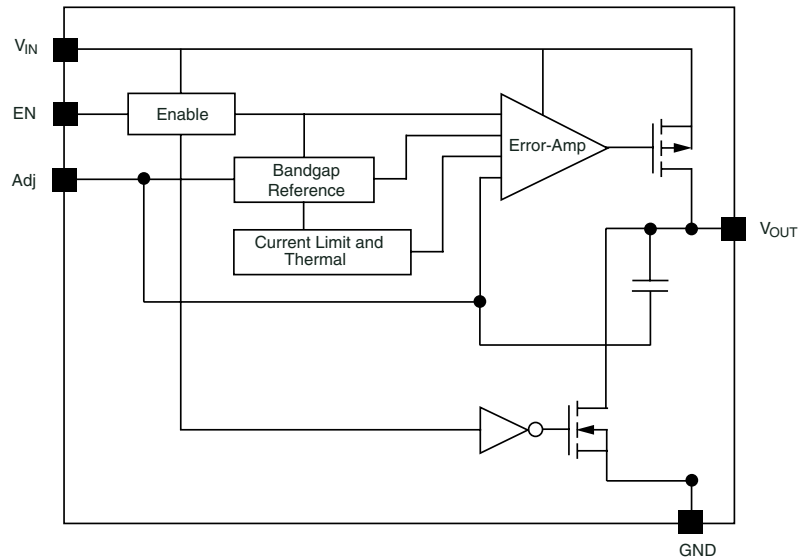 VIN
EN
Enable
Error-Amp
Adj
Bandgap
Reference
VOUT
Current Limit and
Thermal
GND